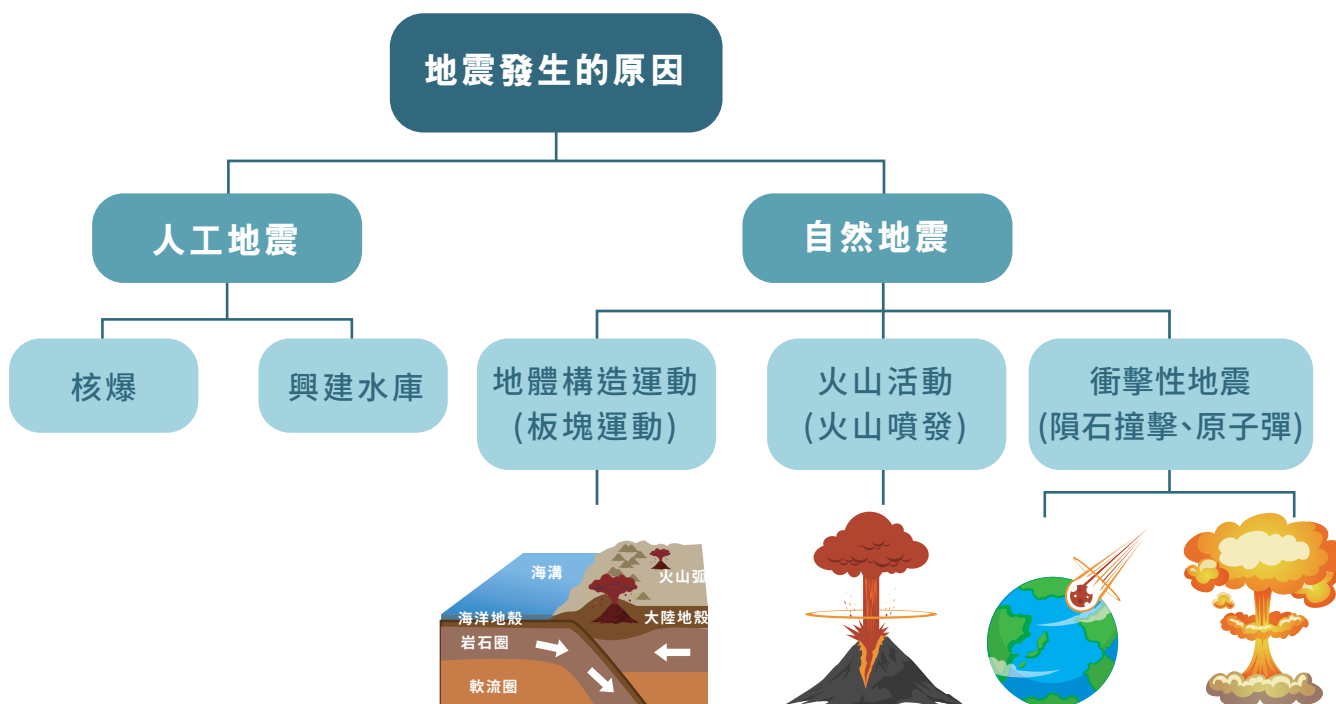 地震發生的原因
人工地震
自然地震
核爆
興建水庫
地體構造運動
(板塊運動)
火山活動
(火山噴發)
衝擊性地震
(隕石撞擊、原子彈)
海溝
火山弧
海洋地殼
大陸地殼
岩石圈
軟流圈